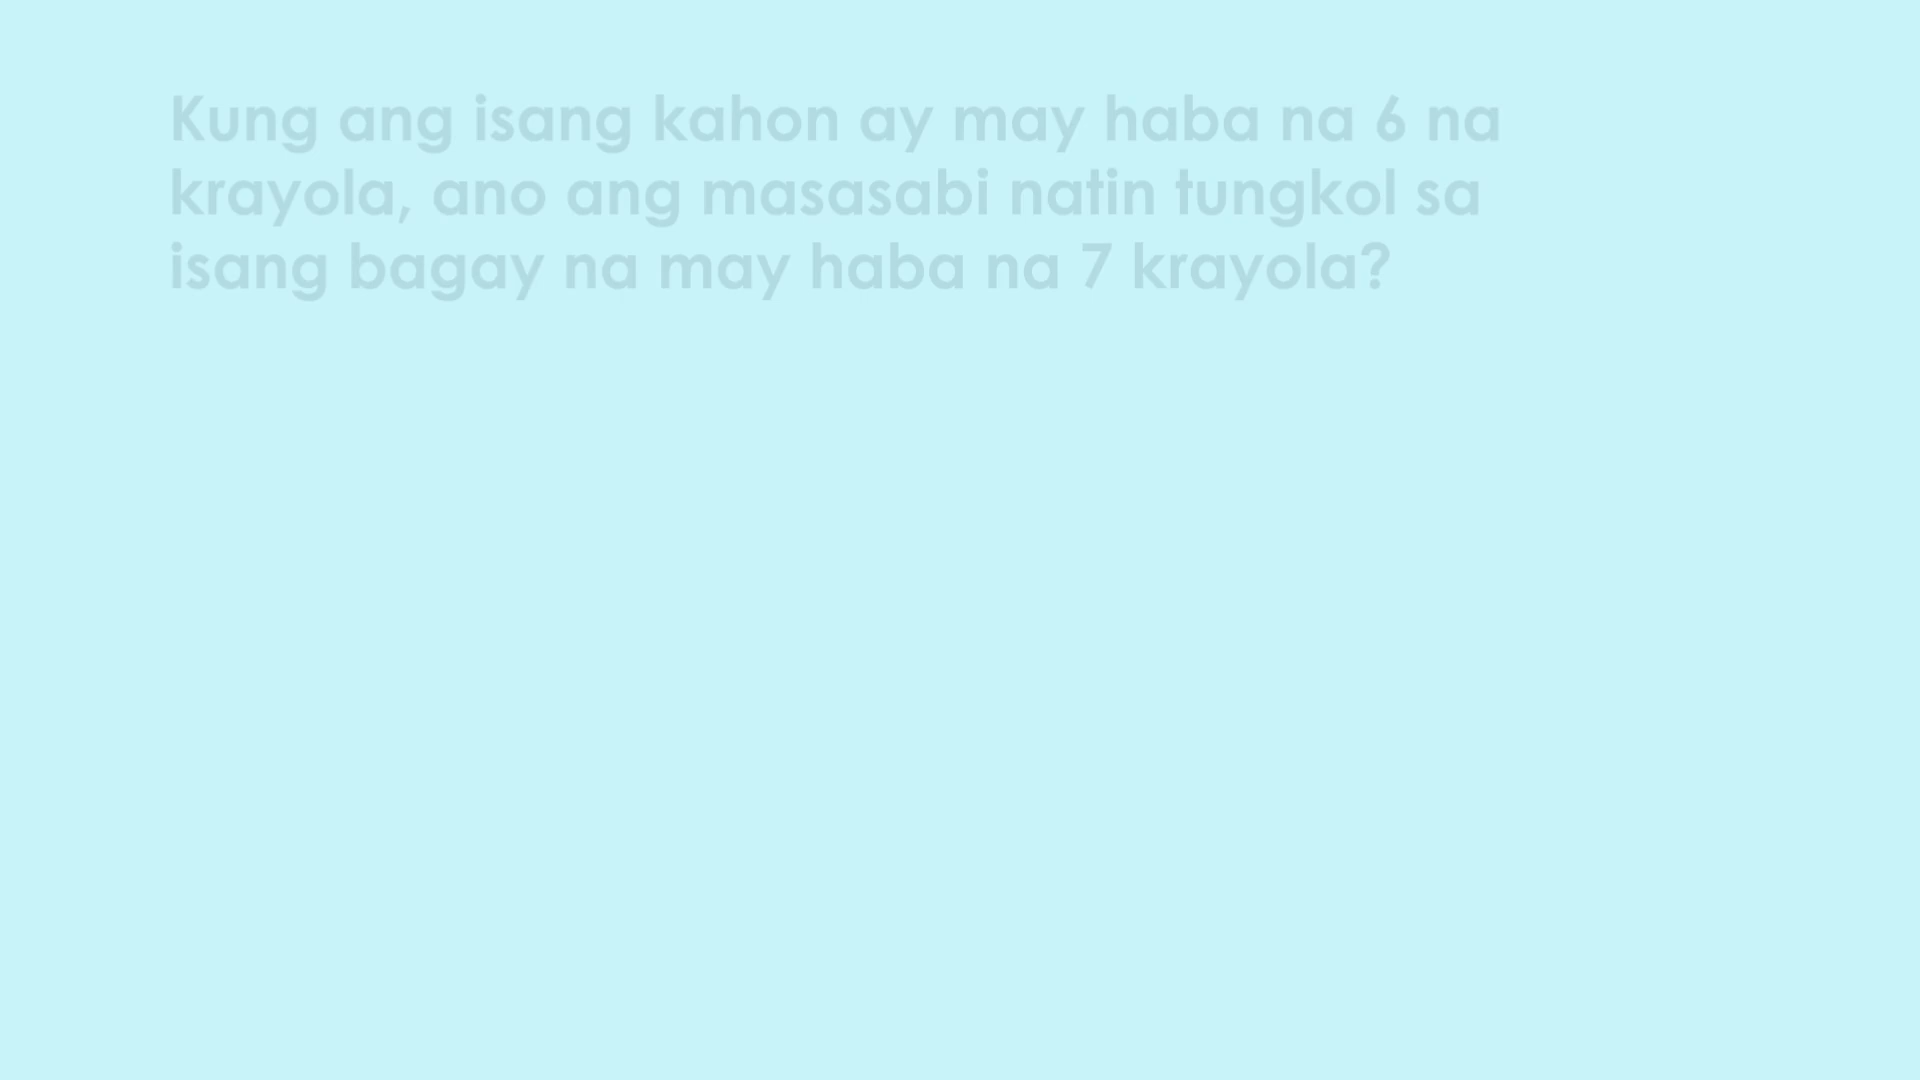 Kung ang isang kahon ay may haba na 6 na
krayola, ano ang masasabi natin tungkol sa
isang bagay na may haba na 7 krayola?